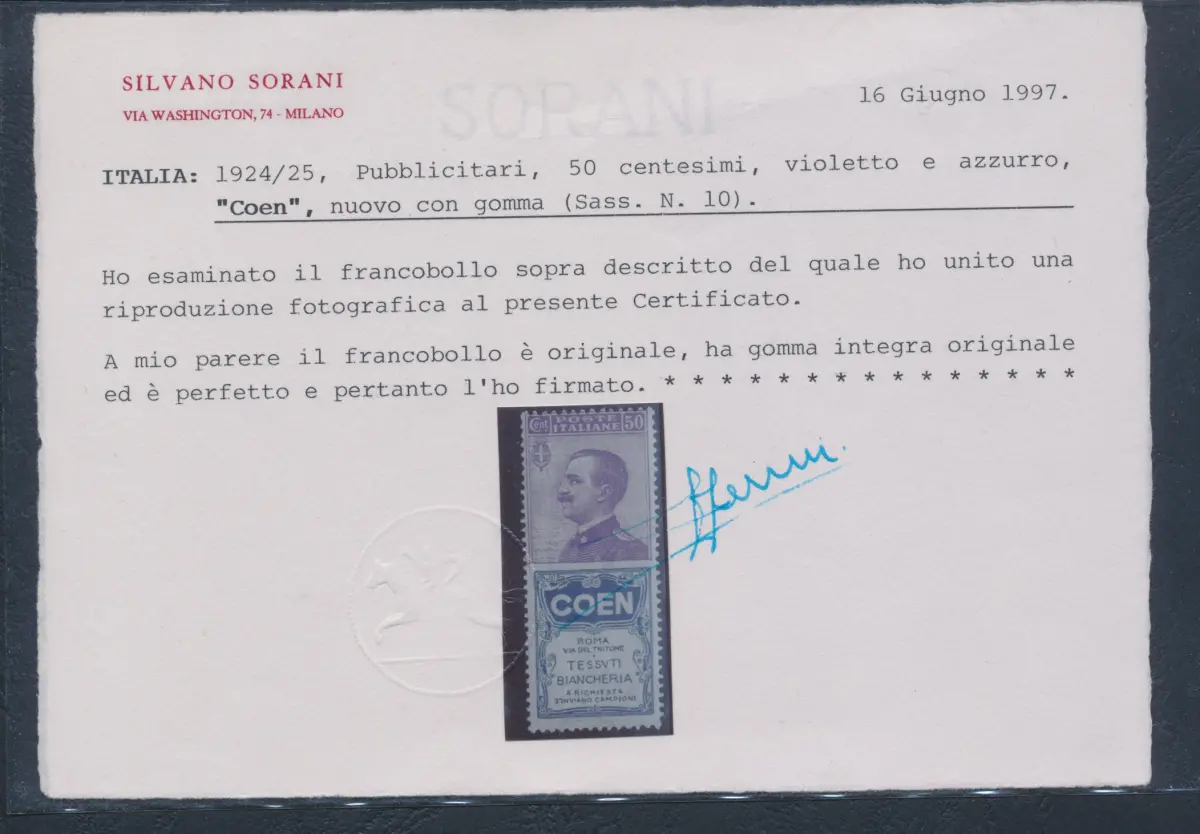 SILVANO SORANI
VIA WASHINGTON, 74 - MILANO
SORANI
16 Giugno 1997.
ITALIA: 1924/25, Pubblicitari, 50 centesimi, violetto e azzurro,
"Coen", nuovo con gomma (Sass. N. 10).
Ho esaminato il francobollo sopra descritto del quale ho unito una
riproduzione fotografica al presente Certificato.
A mio parere il francobollo è originale, ha gomma integra originale
ed è perfetto e pertanto l'ho firmato. * * * * * * * * * * * * * * *
Cent POSTE ITALIANE 50
COEN
ROMA
VIA DEL TRITONE
TESSVTI
BIANCHERIA
A RICHIESTA
S'INVIANO CAMPIONI